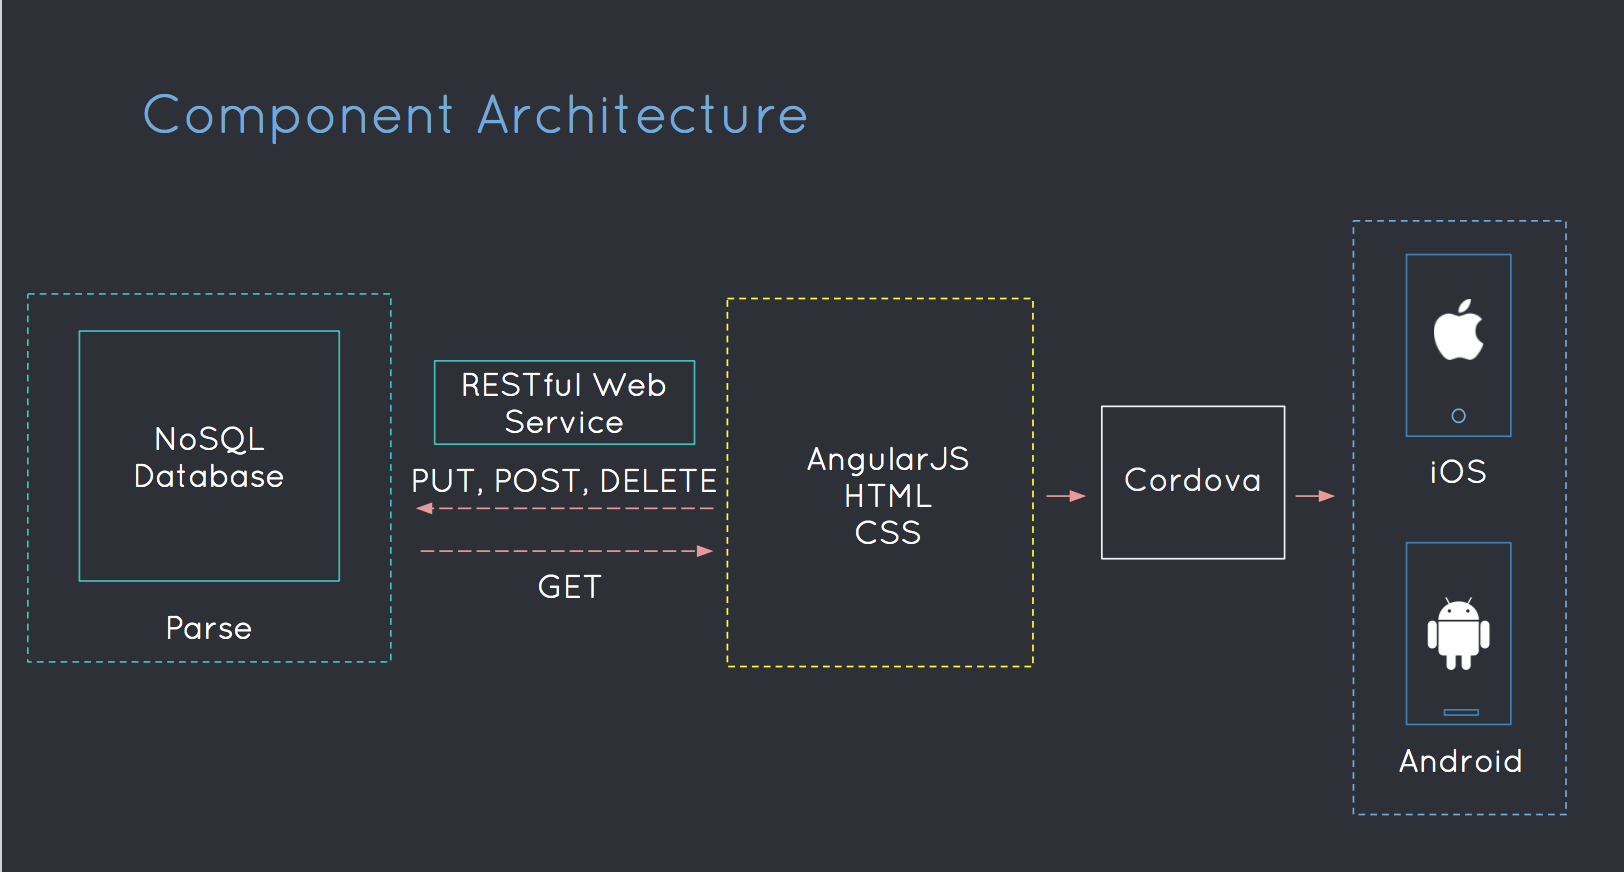 Component Architecture
NoSQL
Database
Parse
RESTful Web
Service
PUT, POST, DELETE
GET
AngularJS
HTML
CSS
Cordova
iOS
Android